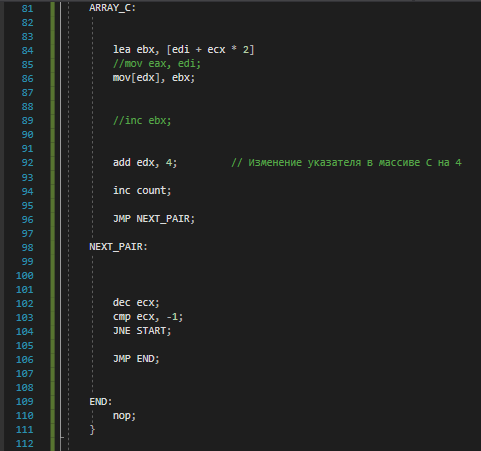 81 ARRAY_C:
82
83
84 lea ebx, [edi + ecx * 2]
85 //mov eax, edi;
86 mov[edx], ebx;
87
88
89 //inc ebx;
90
91
92 add edx, 4; // Изменение указателя в массиве C на 4
93
94 inc count;
95
96 JMP NEXT_PAIR;
97
98 NEXT_PAIR:
99
100
101
102 dec ecx;
103 cmp ecx, -1;
104 JNE START;
105
106 JMP END;
107
108
109 END:
110 nop;
111 }
112